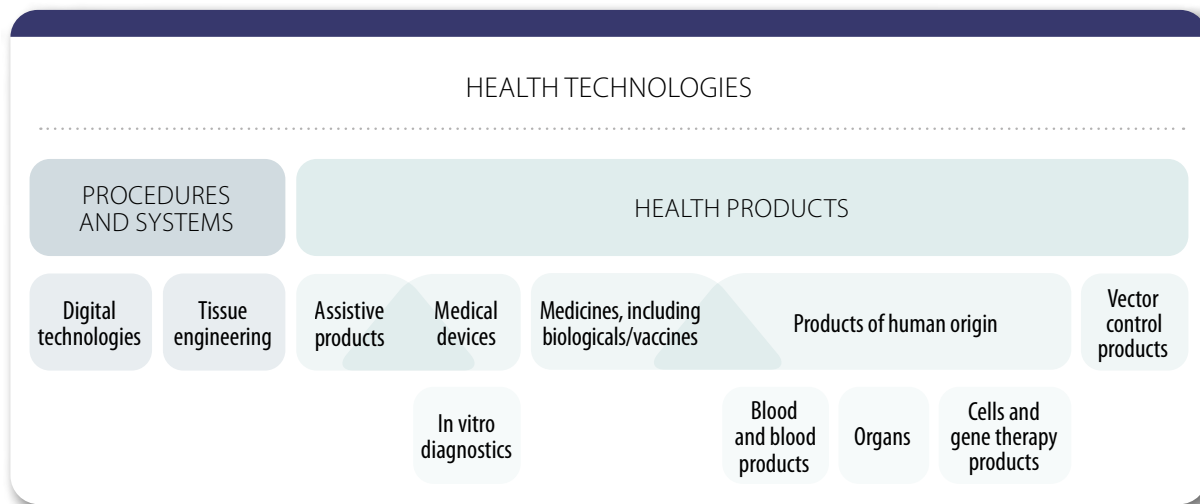 HEALTH TECHNOLOGIES
PROCEDURES
AND SYSTEMS
HEALTH PRODUCTS
Digital
technologies
Tissue
engineering
Assistive
products
Medical
devices
Medicines, including
biologicals/vaccines
Products of human origin
Vector
control
products
In vitro
diagnostics
Blood
and blood
products
Organs
Cells and
gene therapy
products